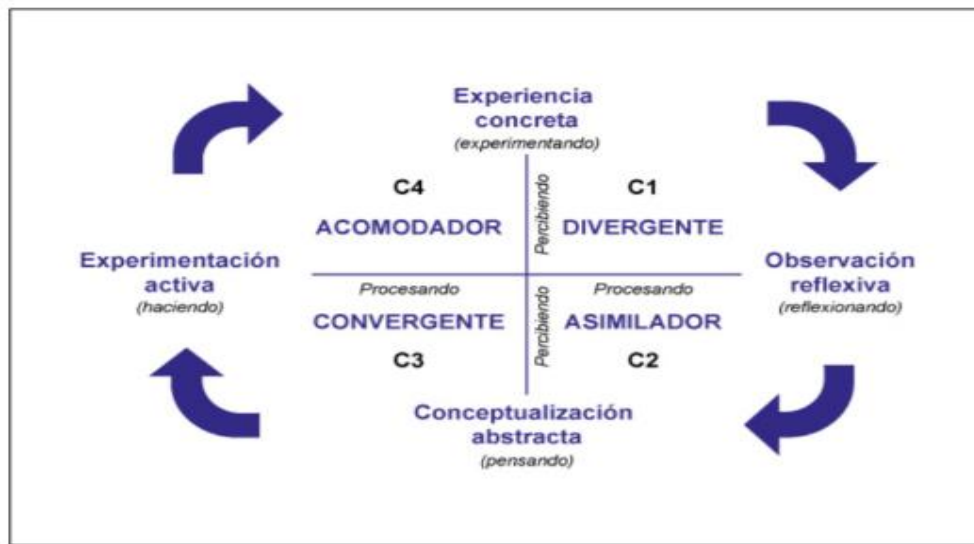 Experiencia
concreta
(experimentando)
C4
ACOMODADOR
Percibiendo
C1
DIVERGENTE
Experimentación
activa
(haciendo)
Observación
reflexiva
(reflexionando)
Procesando
CONVERGENTE
C3
Percibiendo
Procesando
ASIMILADOR
C2
Conceptualización
abstracta
(pensando)